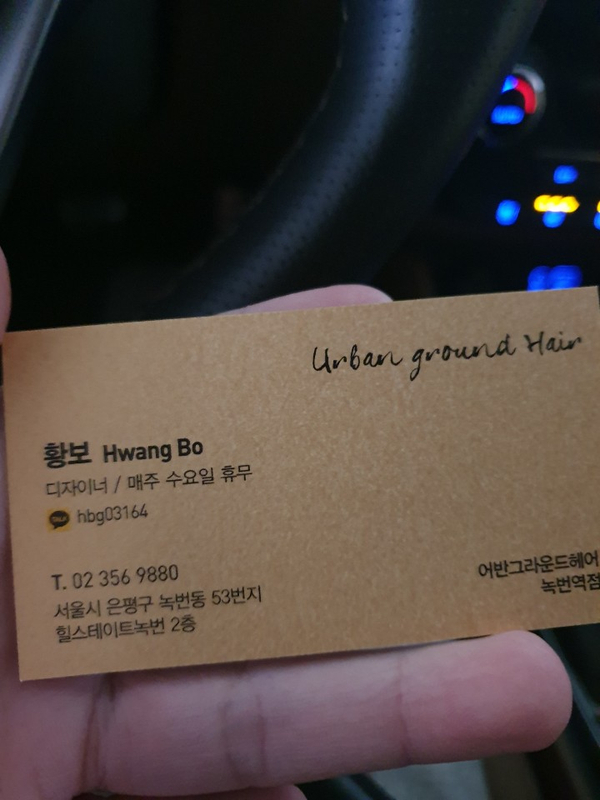 Urban ground Hair
황보 Hwang Bo
디자이너 / 매주 수요일 휴무
TALK hbg03164
T. 02 356 9880
서울시 은평구 녹번동 53번지
힐스테이트녹번 2층
어반그라운드헤어
녹번역점